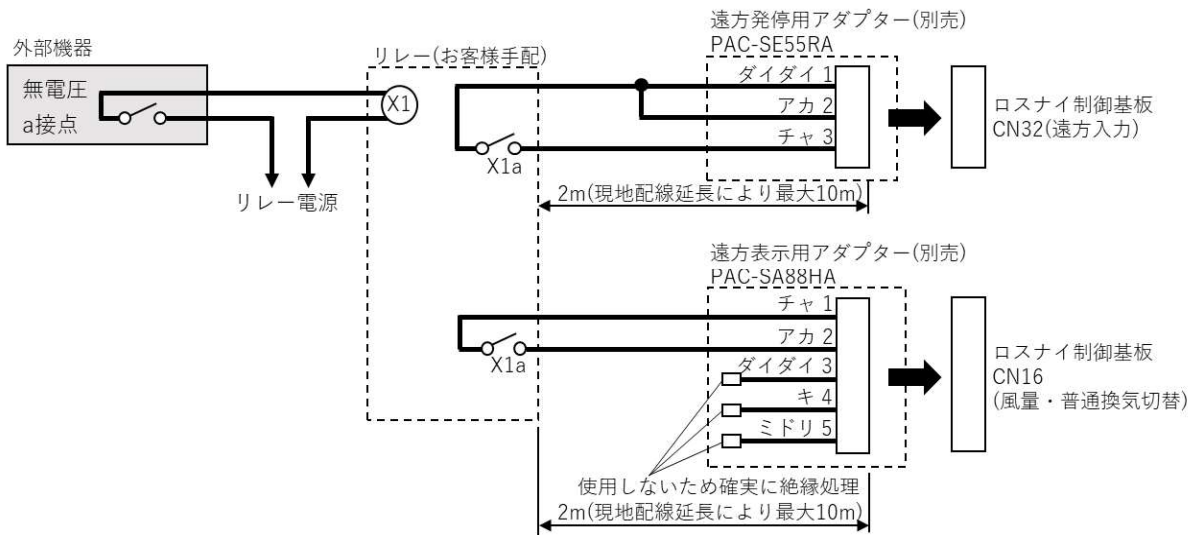 外部機器
無電圧
a接点
リレー電源
リレー(お客様手配)
X1
X1a
遠方発停用アダプター(別売)
PAC-SE55RA
ダイダイ 1
アカ 2
チャ 3
ロスナイ制御基板
CN32(遠方入力)
2m(現地配線延長により最大10m)
遠方表示用アダプター(別売)
PAC-SA88HA
チャ 1
アカ 2
X1a
ダイダイ 3
キ 4
ミドリ 5
ロスナイ制御基板
CN16
(風量・普通換気切替)
使用しないため確実に絶縁処理
2m(現地配線延長により最大10m)